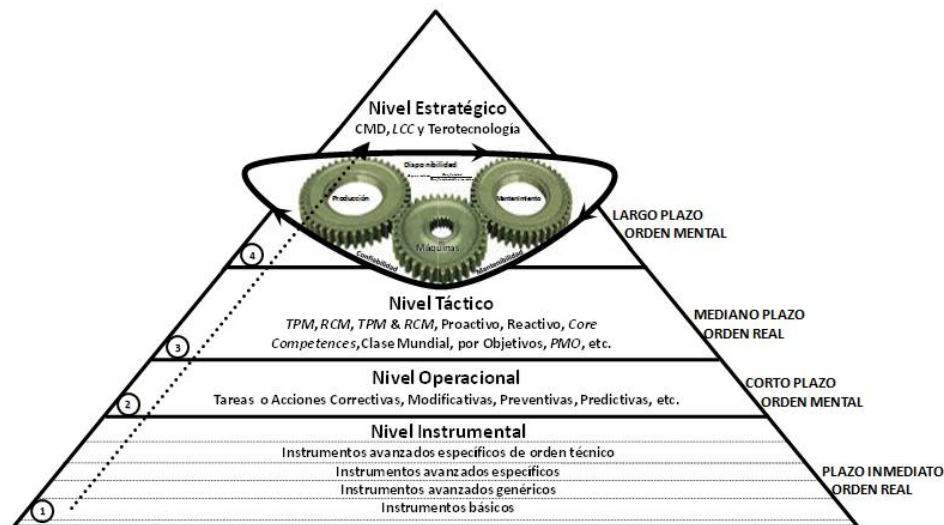 Nivel Estratégico
CMD, LCC y Terotecnología
Disponibilidad
Producción
Mantenimiento
Máquinas
Confiabilidad
Mantenibilidad
LARGO PLAZO
ORDEN MENTAL
4
Nivel Táctico
TPM, RCM, TPM & RCM, Proactivo, Reactivo, Core
Competences, Clase Mundial, por Objetivos, PMO, etc.
MEDIANO PLAZO
ORDEN REAL
3
Nivel Operacional
Tareas o Acciones Correctivas, Modificativas, Preventivas, Predictivas, etc.
CORTO PLAZO
ORDEN MENTAL
2
Nivel Instrumental
Instrumentos avanzados específicos de orden técnico
Instrumentos avanzados específicos
Instrumentos avanzados genéricos
Instrumentos básicos
PLAZO INMEDIATO
ORDEN REAL
1